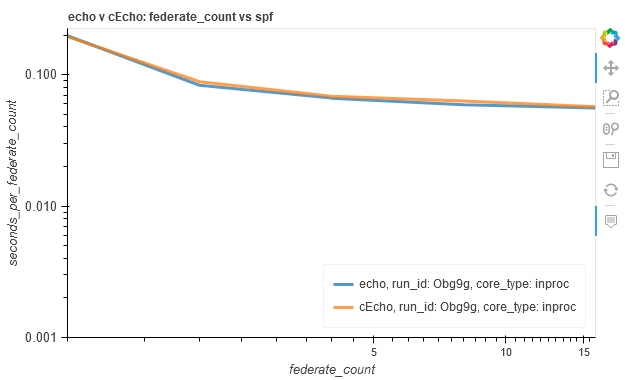 echo v cEcho: federate_count vs spf
0.100
0.010
0.001
seconds_per_federate_count
echo, run_id: Obg9g, core_type: inproc
cEcho, run_id: Obg9g, core_type: inproc
5
10
15
federate_count